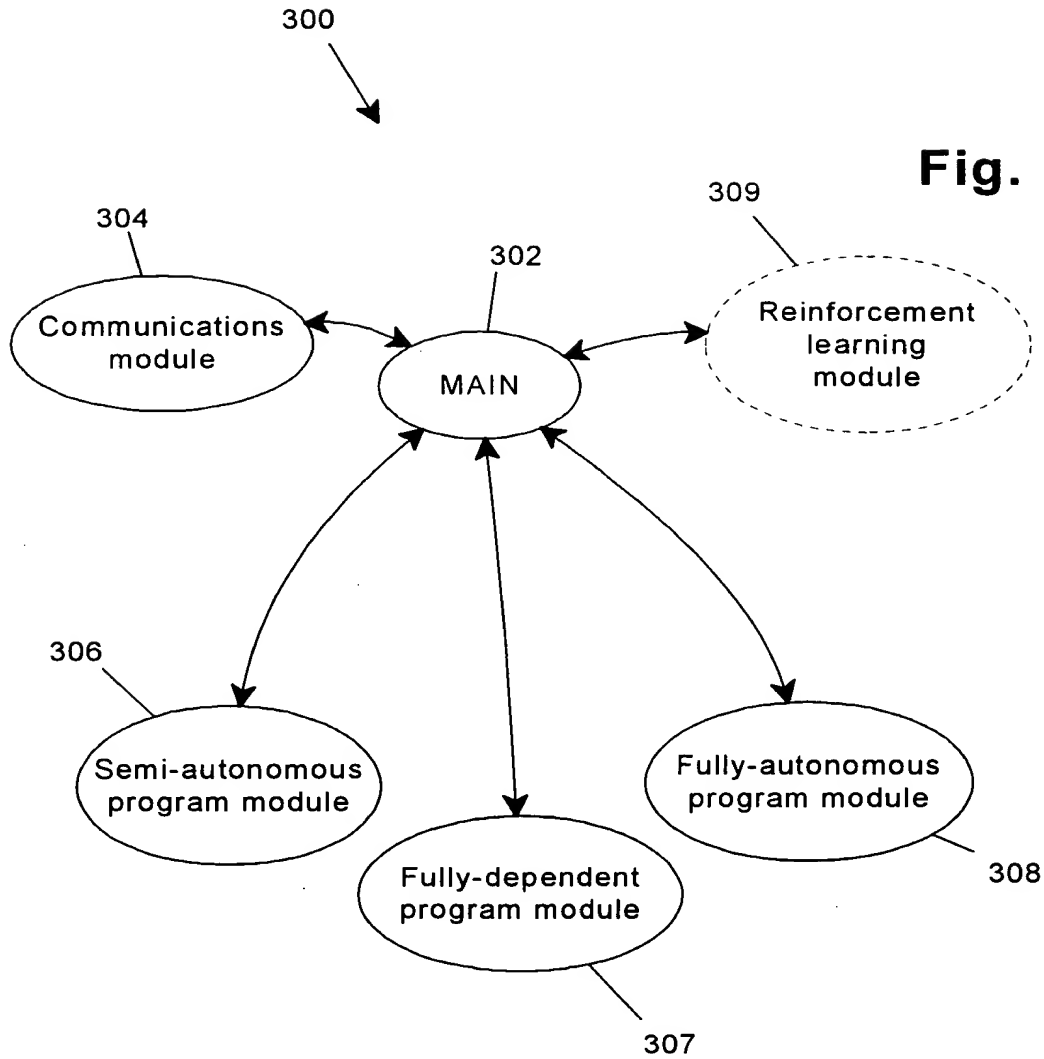 300
Fig.
309
304
302
Communications
module
MAIN
Reinforcement
learning
module
306
Semi-autonomous
program module
Fully-autonomous
program module
308
Fully-dependent
program module
307